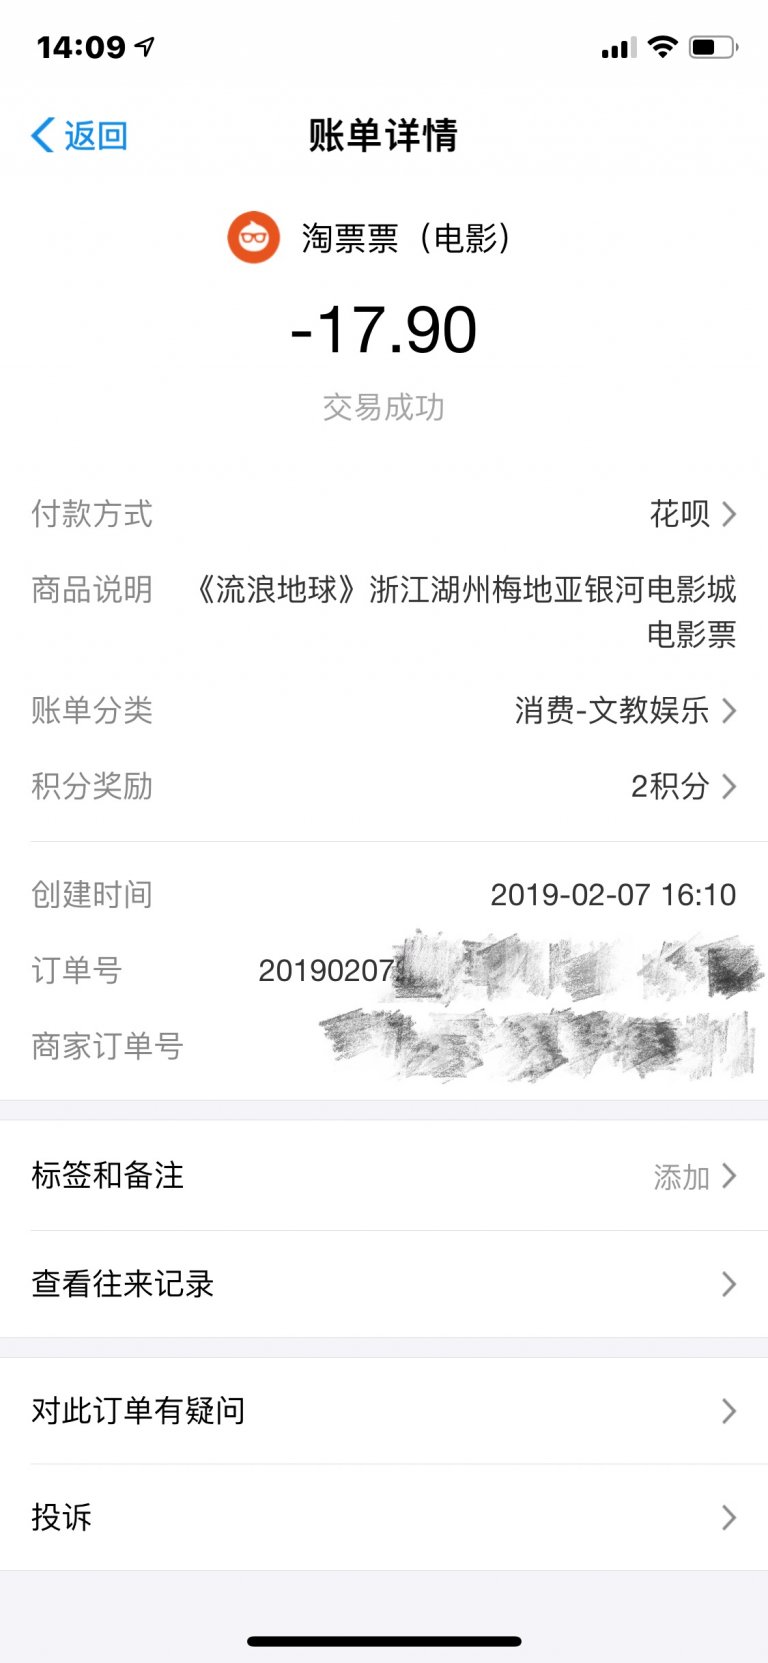 14:09
返回
账单详情
淘票票（电影）
-17.90
交易成功
付款方式 花呗
商品说明 《流浪地球》浙江湖州梅地亚银河电影城
电影票
账单分类 消费-文教娱乐
积分奖励 2积分
创建时间 2019-02-07 16:10
订单号 20190207
商家订单号
标签和备注 添加
查看往来记录
对此订单有疑问
投诉